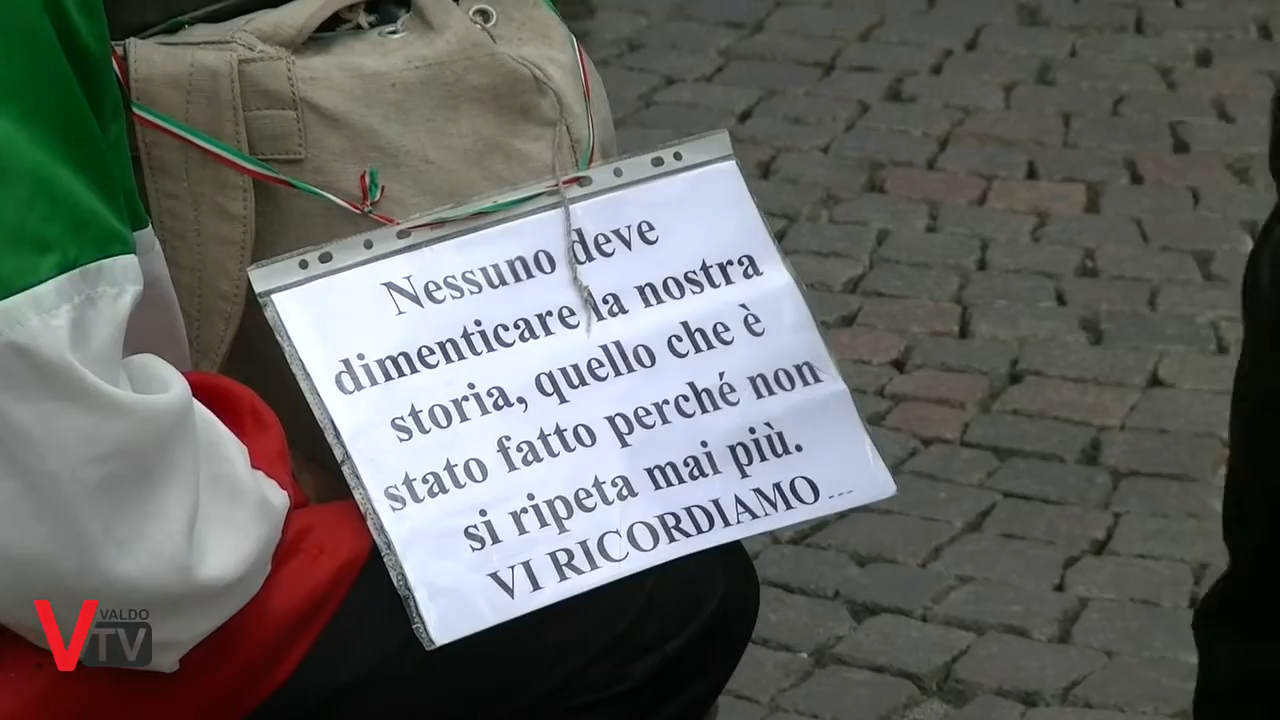 Nessuno deve
dimenticare la nostra
storia, quello che è
stato fatto perché non
si ripeta mai più.
VI RICORDIAMO ---
V VALDO
TV